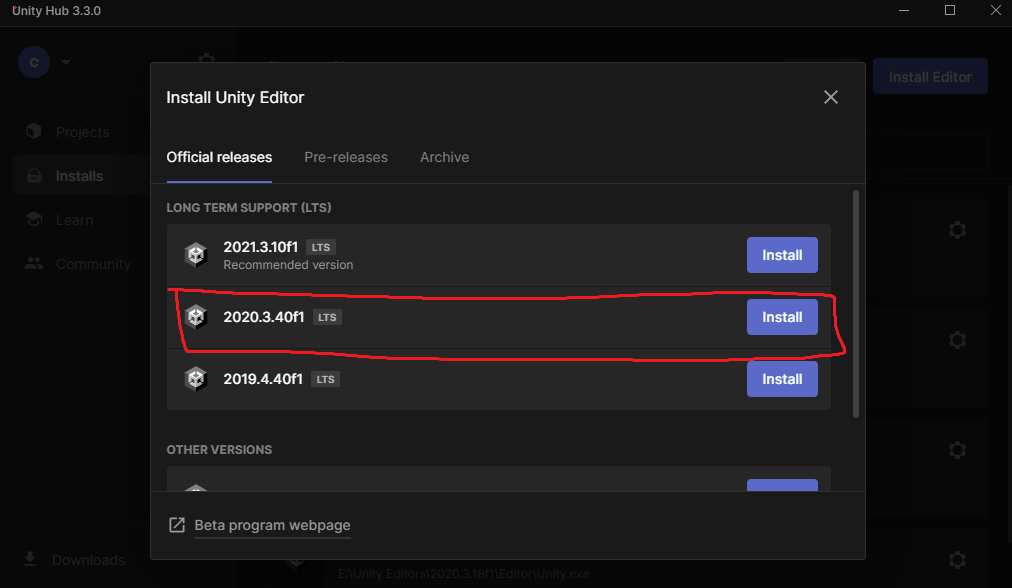 Unity Hub 3.3.0
C
Install Editor
Projects
Installs
Learn
Community
Downloads
Install Unity Editor
Official releases
Pre-releases
Archive
LONG TERM SUPPORT (LTS)
2021.3.10f1 LTS
Recommended version
Install
2020.3.40f1 LTS
Install
2019.4.40f1 LTS
Install
OTHER VERSIONS
Beta program webpage
E:\Unity Editors\2020.3.18f1\Editor\Unity.exe